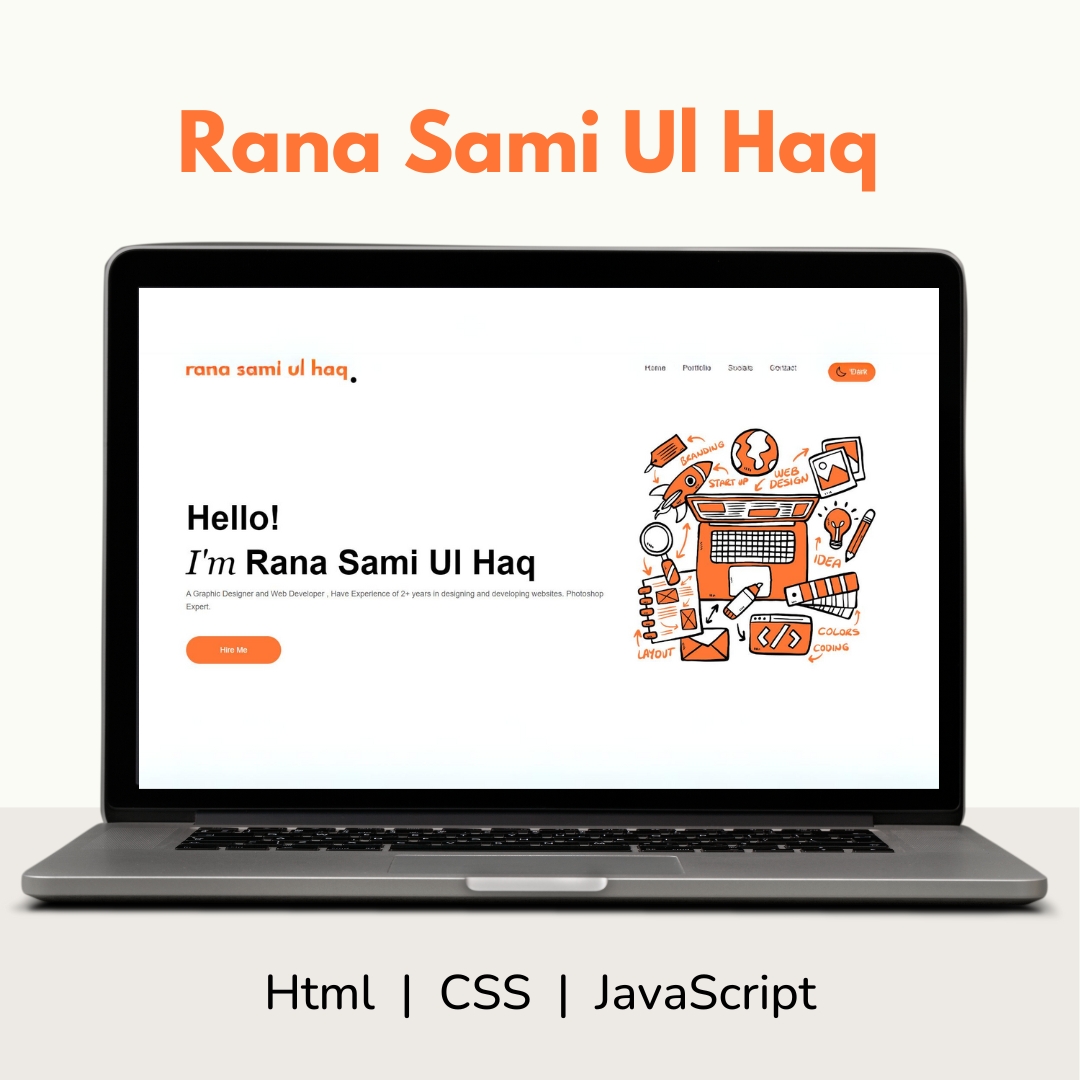 Rana Sami Ul Haq
rana sami ul haq.
Home Portfolio Socials Contact Dark
Hello!
I'm Rana Sami Ul Haq
A Graphic Designer and Web Developer , Have Experience of 2+ years in designing and developing websites. Photoshop
Expert.
Hire Me
BRANDING
START UP
WEB
DESIGN
IDEA
COLORS
LAYOUT
CODING
Html | CSS | JavaScript